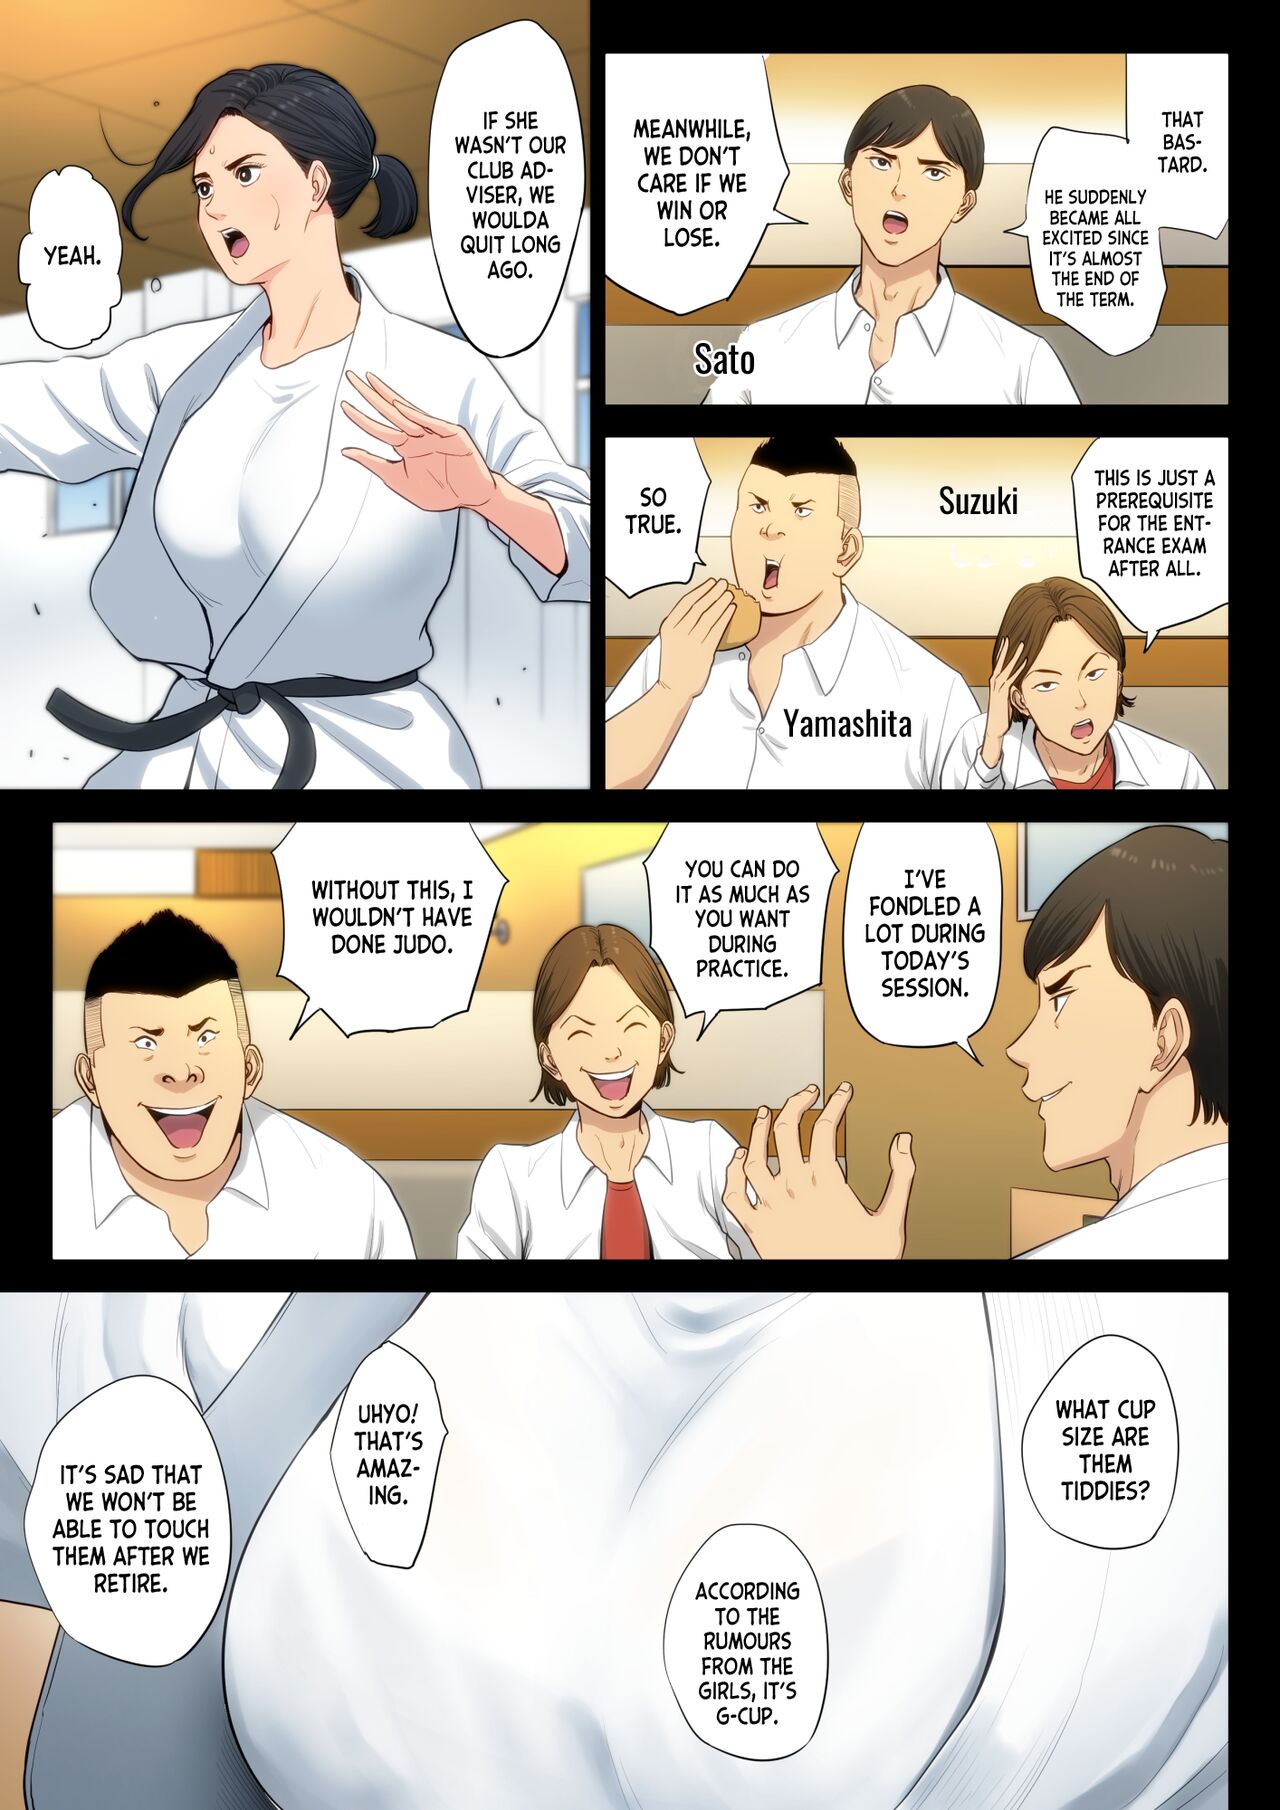 THAT
BAS-
TARD.
HE SUDDENLY
BECAME ALL
EXCITED SINCE
IT'S ALMOST
THE END OF
THE TERM.
MEANWHILE,
WE DON'T
CARE IF WE
WIN OR
LOSE.
Sato
THIS IS JUST A
PREREQUISITE
FOR THE ENT-
RANCE EXAM
AFTER ALL.
Suzuki
SO
TRUE.
Yamashita
IF SHE
WASN'T OUR
CLUB AD-
VISER, WE
WOULDA
QUIT LONG
AGO.
YEAH.
I'VE
FONDLED A
LOT DURING
TODAY'S
SESSION.
YOU CAN DO
IT AS MUCH AS
YOU WANT
DURING
PRACTICE.
WITHOUT THIS, I
WOULDN'T HAVE
DONE JUDO.
WHAT CUP
SIZE ARE
THEM
TIDDIES?
ACCORDING
TO THE
RUMOURS
FROM THE
GIRLS, IT'S
G-CUP.
UHYO!
THAT'S
AMAZ-
ING.
IT'S SAD THAT
WE WON'T BE
ABLE TO TOUCH
THEM AFTER WE
RETIRE.